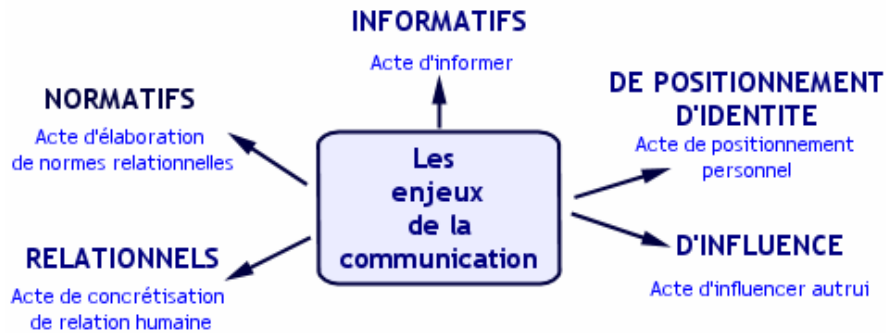 INFORMATIFS
Acte d'informer
NORMATIFS
Acte d'élaboration
de normes relationnelles
DE POSITIONNEMENT
D'IDENTITE
Acte de positionnement
personnel
Les
enjeux
de la
communication
RELATIONNELS
Acte de concrétisation
de relation humaine
D'INFLUENCE
Acte d'influencer autrui